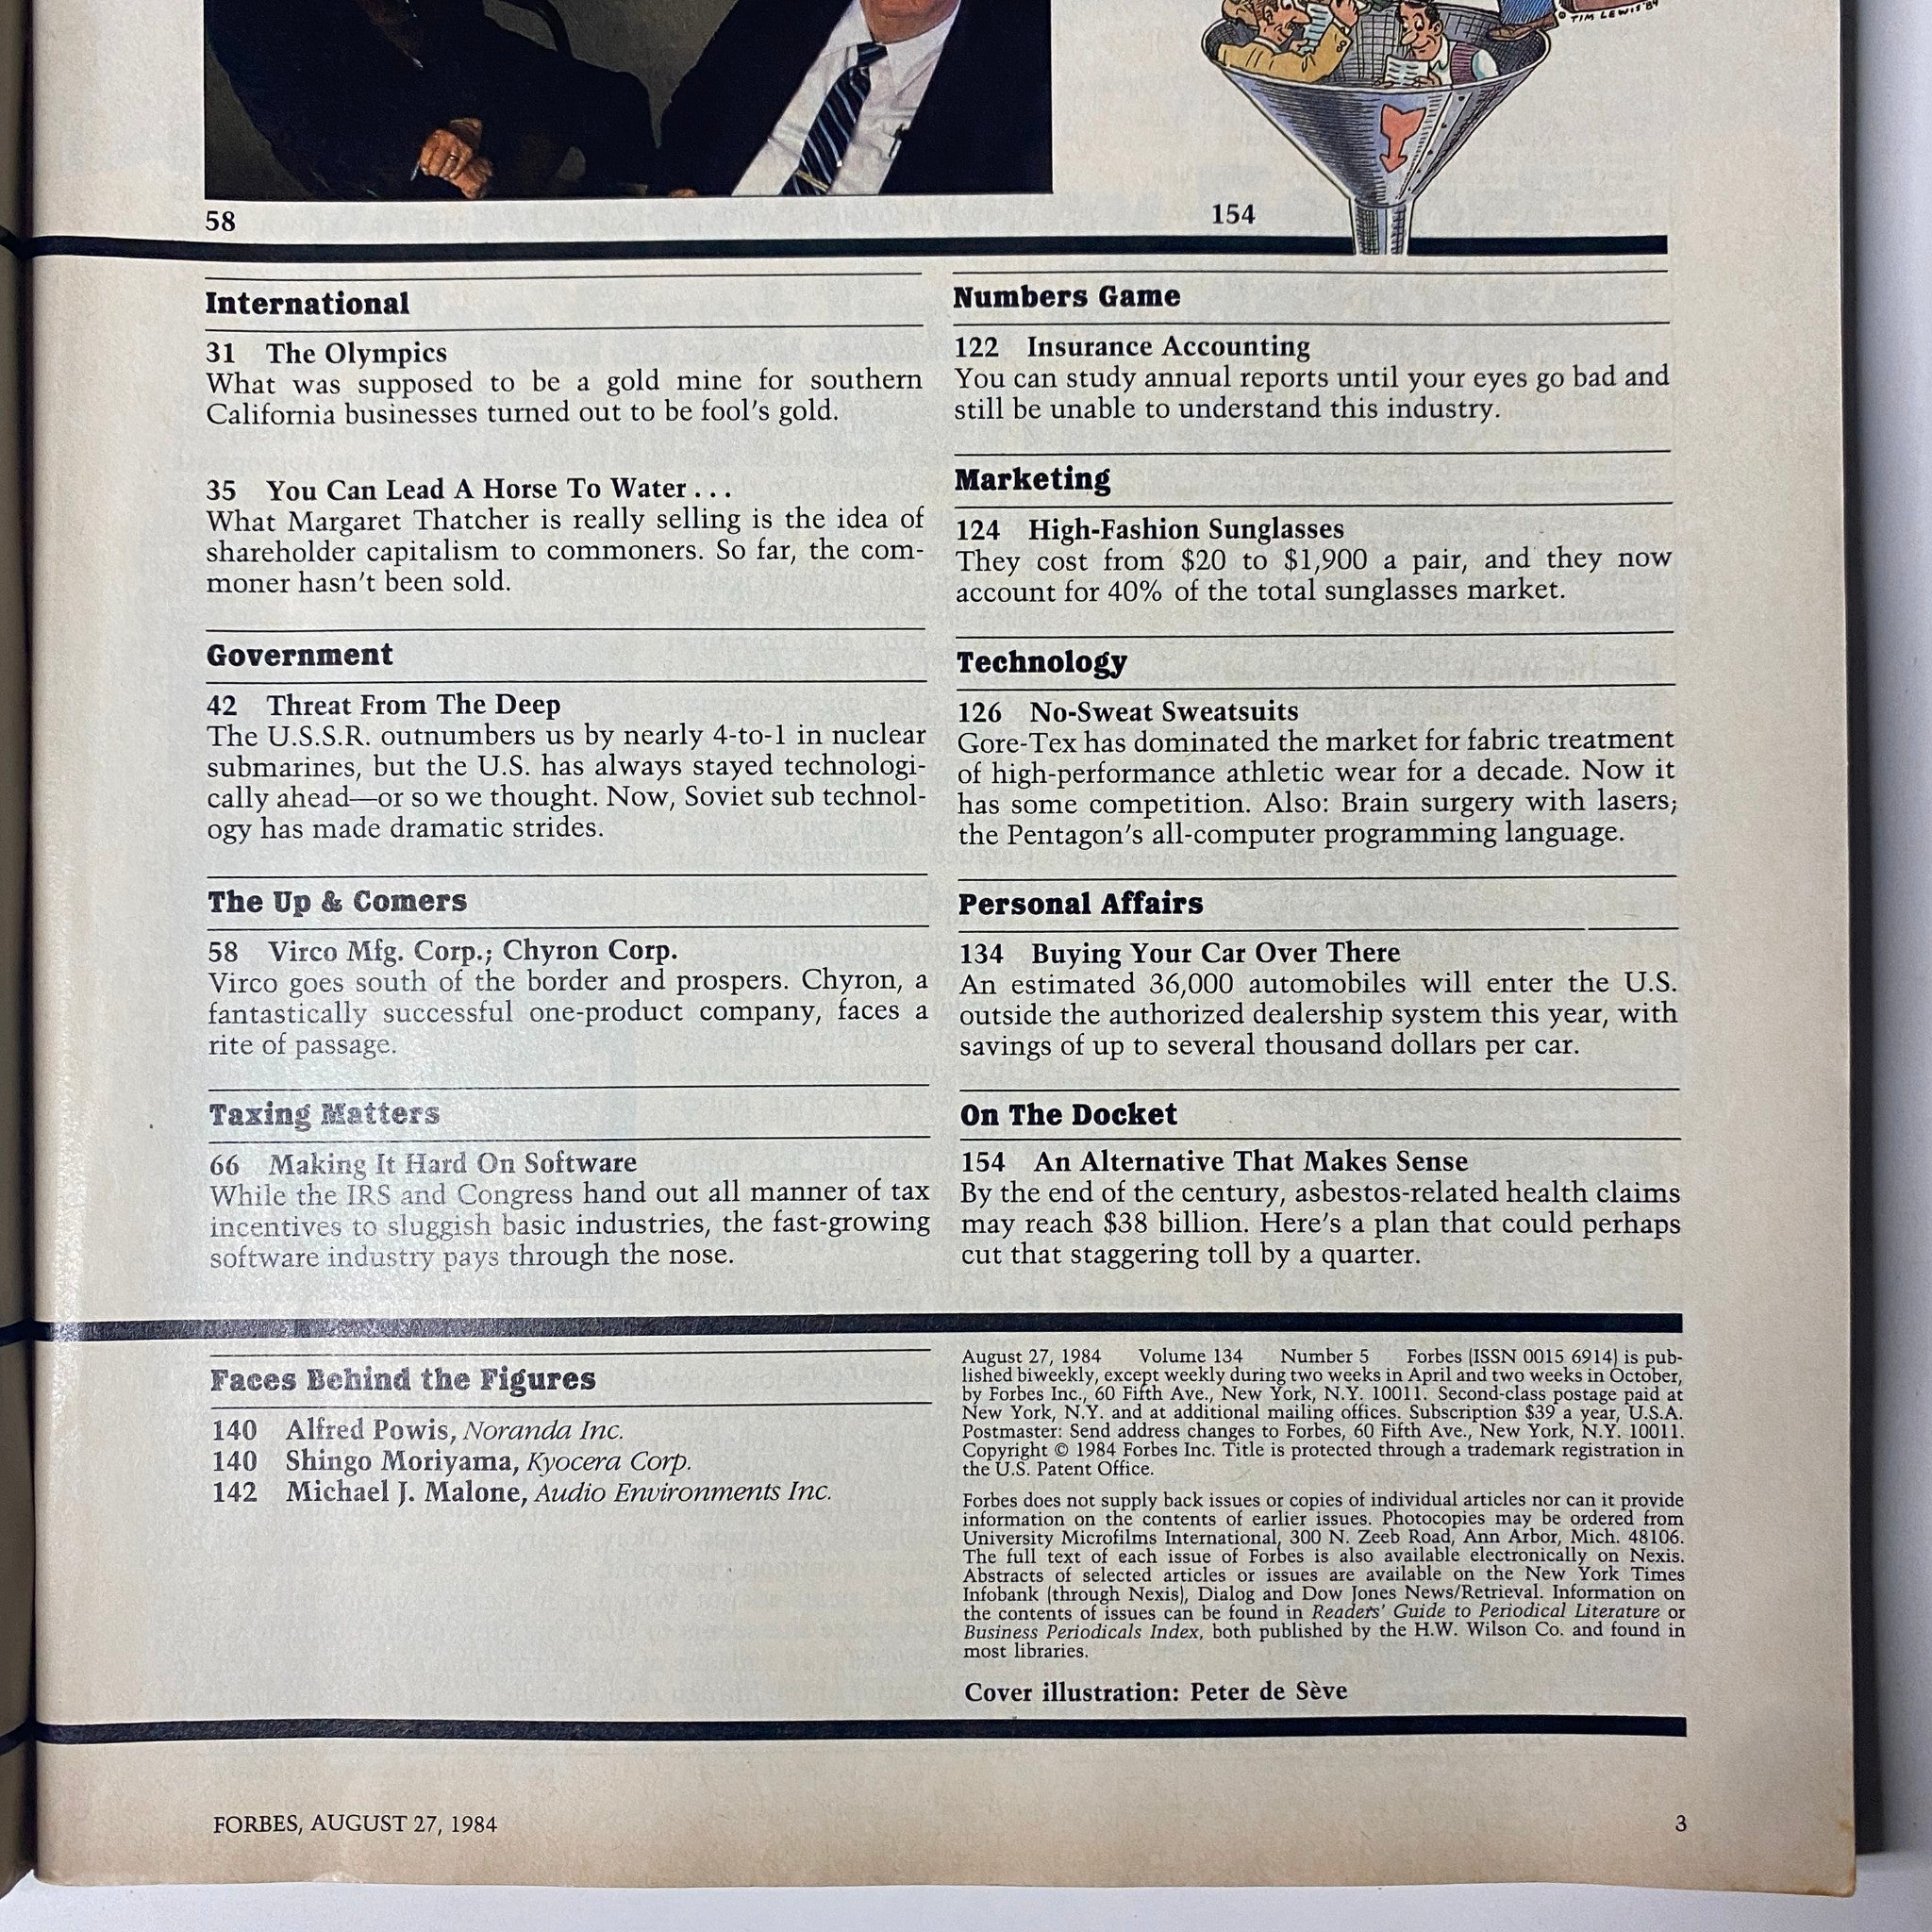 © TIM LEWIS '84
58
154
International
31 The Olympics
What was supposed to be a gold mine for southern
California businesses turned out to be fool's gold.
35 You Can Lead A Horse To Water . . .
What Margaret Thatcher is really selling is the idea of
shareholder capitalism to commoners. So far, the com-
moner hasn't been sold.
Government
42 Threat From The Deep
The U.S.S.R. outnumbers us by nearly 4-to-1 in nuclear
submarines, but the U.S. has always stayed technologi-
cally ahead—or so we thought. Now, Soviet sub technol-
ogy has made dramatic strides.
The Up & Comers
58 Virco Mfg. Corp.; Chyron Corp.
Virco goes south of the border and prospers. Chyron, a
fantastically successful one-product company, faces a
rite of passage.
Taxing Matters
66 Making It Hard On Software
While the IRS and Congress hand out all manner of tax
incentives to sluggish basic industries, the fast-growing
software industry pays through the nose.
Numbers Game
122 Insurance Accounting
You can study annual reports until your eyes go bad and
still be unable to understand this industry.
Marketing
124 High-Fashion Sunglasses
They cost from $20 to $1,900 a pair, and they now
account for 40% of the total sunglasses market.
Technology
126 No-Sweat Sweatsuits
Gore-Tex has dominated the market for fabric treatment
of high-performance athletic wear for a decade. Now it
has some competition. Also: Brain surgery with lasers;
the Pentagon's all-computer programming language.
Personal Affairs
134 Buying Your Car Over There
An estimated 36,000 automobiles will enter the U.S.
outside the authorized dealership system this year, with
savings of up to several thousand dollars per car.
On The Docket
154 An Alternative That Makes Sense
By the end of the century, asbestos-related health claims
may reach $38 billion. Here's a plan that could perhaps
cut that staggering toll by a quarter.
Faces Behind the Figures
140 Alfred Powis, Noranda Inc.
140 Shingo Moriyama, Kyocera Corp.
142 Michael J. Malone, Audio Environments Inc.
August 27, 1984 Volume 134 Number 5 Forbes (ISSN 0015 6914) is pub-
lished biweekly, except weekly during two weeks in April and two weeks in October,
by Forbes Inc., 60 Fifth Ave., New York, N.Y. 10011. Second-class postage paid at
New York, N.Y. and at additional mailing offices. Subscription $39 a year, U.S.A.
Postmaster: Send address changes to Forbes, 60 Fifth Ave., New York, N.Y. 10011.
Copyright © 1984 Forbes Inc. Title is protected through a trademark registration in
the U.S. Patent Office.
Forbes does not supply back issues or copies of individual articles nor can it provide
information on the contents of earlier issues. Photocopies may be ordered from
University Microfilms International, 300 N. Zeeb Road, Ann Arbor, Mich. 48106.
The full text of each issue of Forbes is also available electronically on Nexis.
Abstracts of selected articles or issues are available on the New York Times
Infobank (through Nexis), Dialog and Dow Jones News/Retrieval. Information on
the contents of issues can be found in Readers' Guide to Periodical Literature or
Business Periodicals Index, both published by the H.W. Wilson Co. and found in
most libraries.
Cover illustration: Peter de Sève
FORBES, AUGUST 27, 1984
3